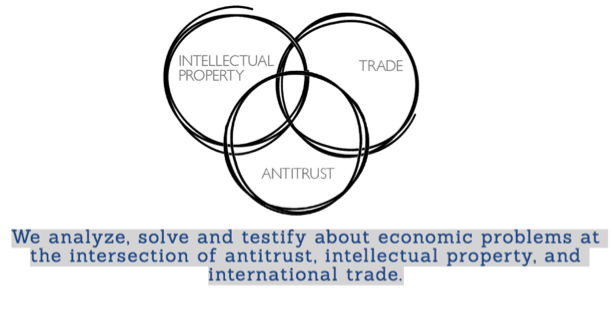 INTELLECTUAL
PROPERTY
TRADE
ANTITRUST
We analyze, solve and testify about economic problems at
the intersection of antitrust, intellectual property, and
international trade.